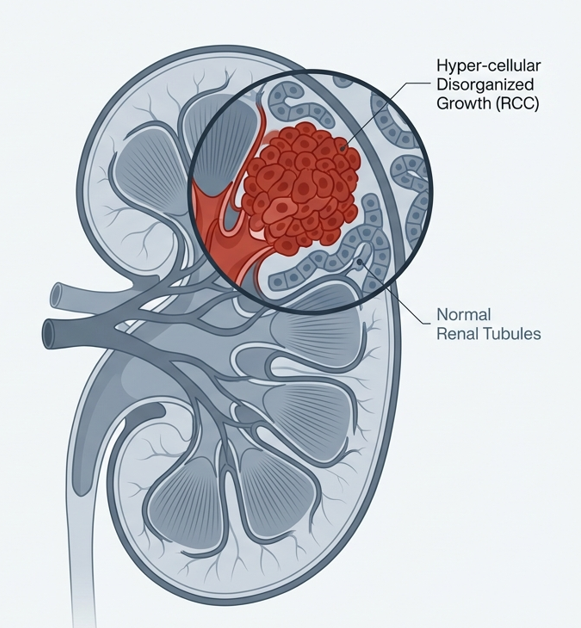 Hyper-cellular
Disorganized
Growth (RCC)
Normal
Renal Tubules